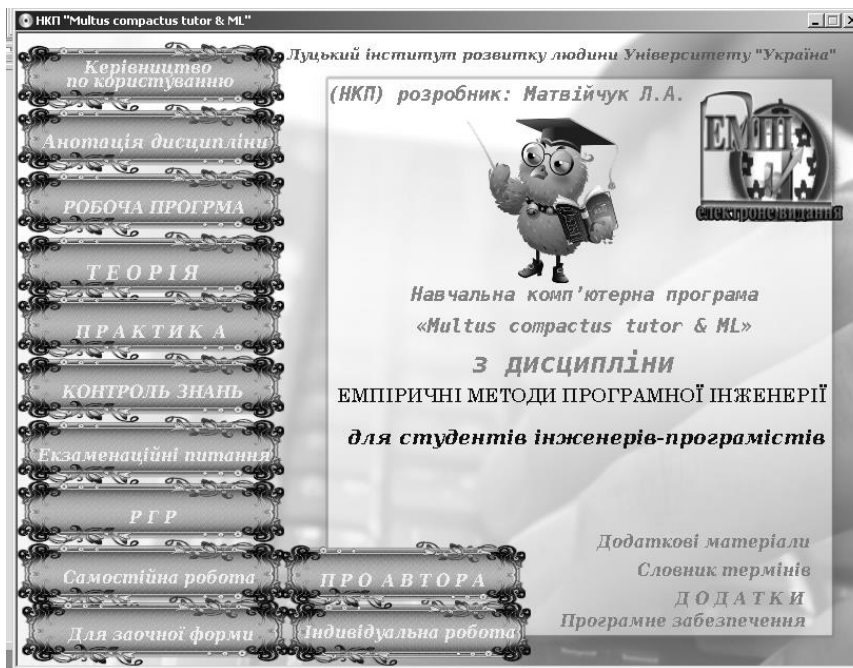 НКП "Multus compactus tutor & ML"
Луцький інститут розвитку людини Університету "Україна"
Керівництво
по користуванню
Анотація дисципліни
РОБОЧА ПРОГРМА
ТЕОРІЯ
ПРАКТИКА
КОНТРОЛЬ ЗНАНЬ
Екзаменаційні питання
РГР
Самостійна робота
Для заочної форми
ПРО АВТОРА
Індивідуальна робота
(НКП) розробник: Матвійчук Л.А.
ЕМПІ
електроне видання
Навчальна комп'ютерна програма
«Multus compactus tutor & ML»
з дисципліни
ЕМПІРИЧНІ МЕТОДИ ПРОГРАМНОЇ ІНЖЕНЕРІЇ
для студентів інженерів-програмістів
Додаткові матеріали
Словник термінів
ДОДАТКИ
Програмне забезпечення